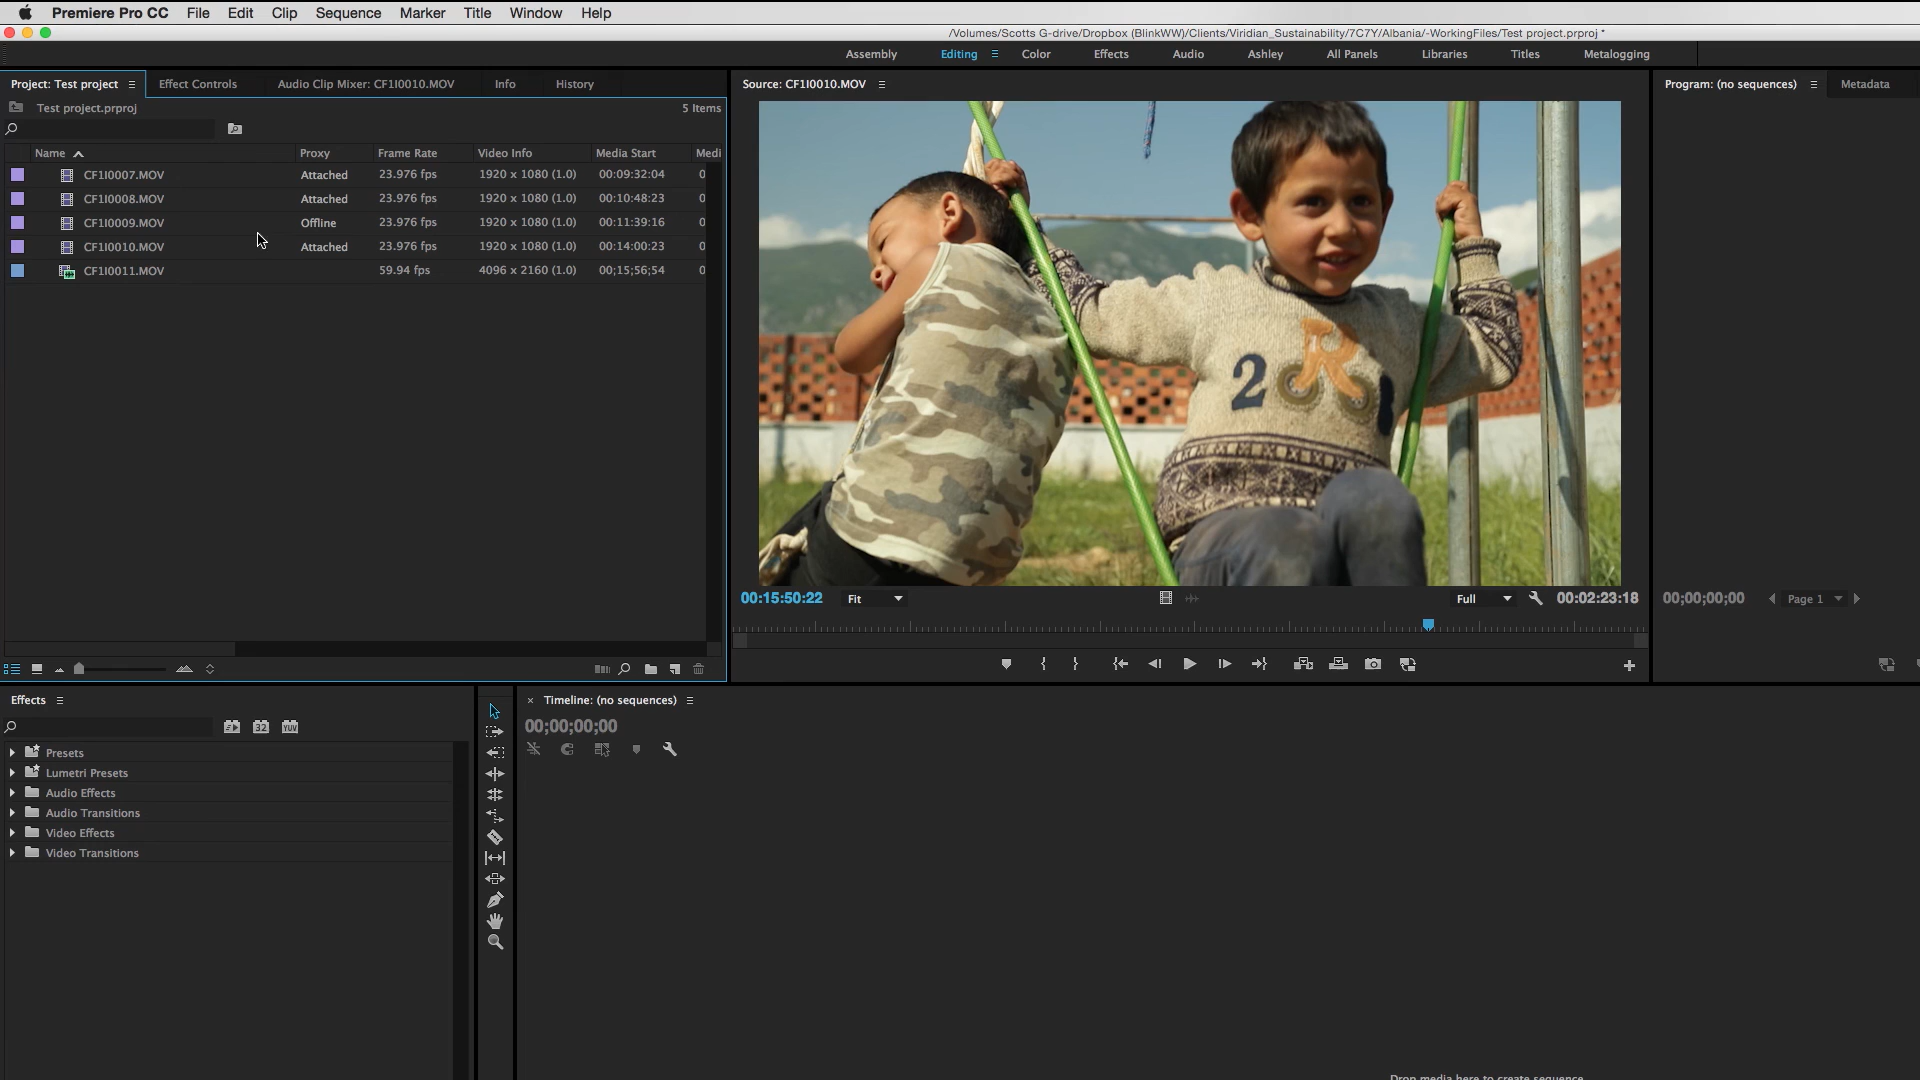 Premiere Pro CC File Edit Clip Sequence Marker Title Window Help
/Volumes/Scotts G-drive/Dropbox (BlinkWW)/Clients/Viridian_Sustainability/7C7Y/Albania/-WorkingFiles/Test project.prproj *
Assembly Editing Color Effects Audio Ashley All Panels Libraries Titles Metalogging
Project: Test project Effect Controls Audio Clip Mixer: CF1I0010.MOV Info History
Test project.prproj 5 Items
Name Proxy Frame Rate Video Info Media Start Medi
CF1I0007.MOV Attached 23.976 fps 1920 x 1080 (1.0) 00:09:32:04 0
CF1I0008.MOV Attached 23.976 fps 1920 x 1080 (1.0) 00:10:48:23 0
CF1I0009.MOV Offline 23.976 fps 1920 x 1080 (1.0) 00:11:39:16 0
CF1I0010.MOV Attached 23.976 fps 1920 x 1080 (1.0) 00:14:00:23 0
CF1I0011.MOV 59.94 fps 4096 x 2160 (1.0) 00;15;56;54 0
Source: CF1I0010.MOV
2 R 1
00:15:50:22 Fit Full 00:02:23:18
Program: (no sequences) Metadata
00;00;00;00 Page 1
Effects
32 YUV
Presets
Lumetri Presets
Audio Effects
Audio Transitions
Video Effects
Video Transitions
Timeline: (no sequences)
00;00;00;00
Drop media here to create sequence.